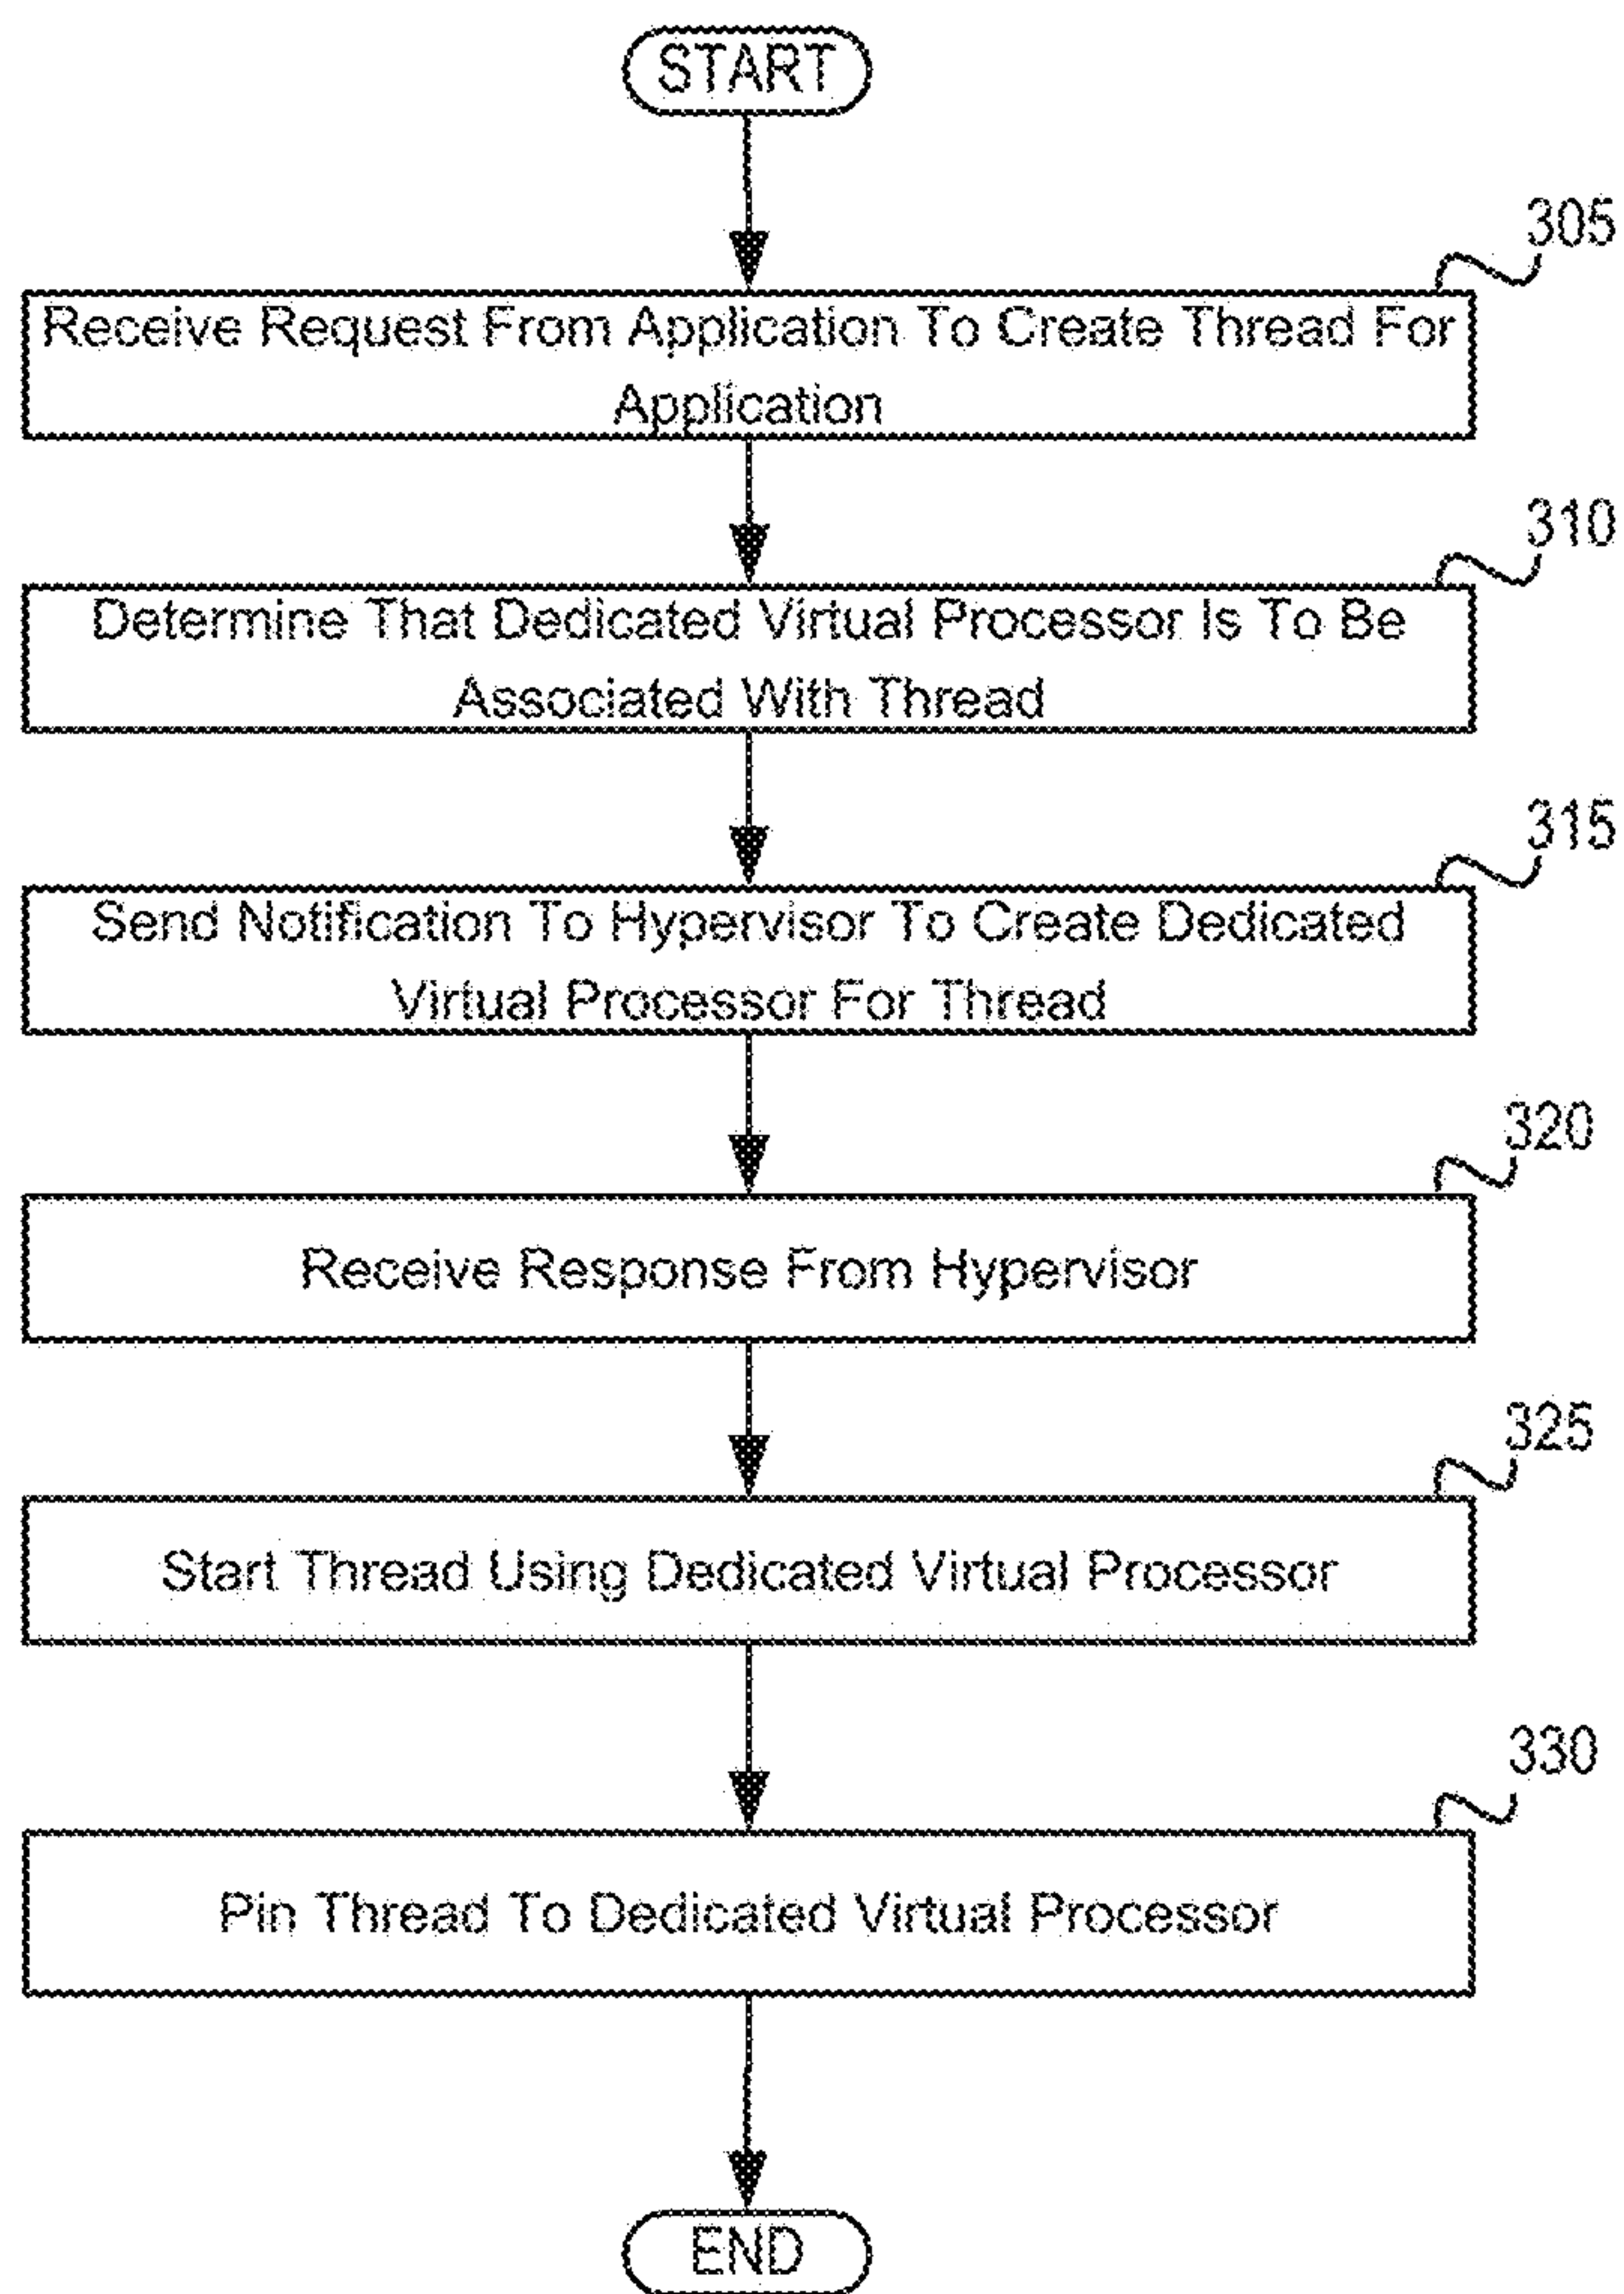 START
305
Receive Request From Application To Create Thread For
Application
310
Determine That Dedicated Virtual Processor Is To Be
Associated With Thread
315
Send Notification To Hypervisor To Create Dedicated
Virtual Processor For Thread
320
Receive Response From Hypervisor
325
Start Thread Using Dedicated Virtual Processor
330
Pin Thread To Dedicated Virtual Processor
END